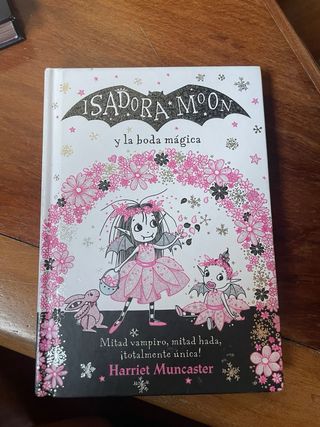 ISADORA MOON
y la boda mágica
Mitad vampiro, mitad hada,
¡totalmente única!
Harriet Muncaster